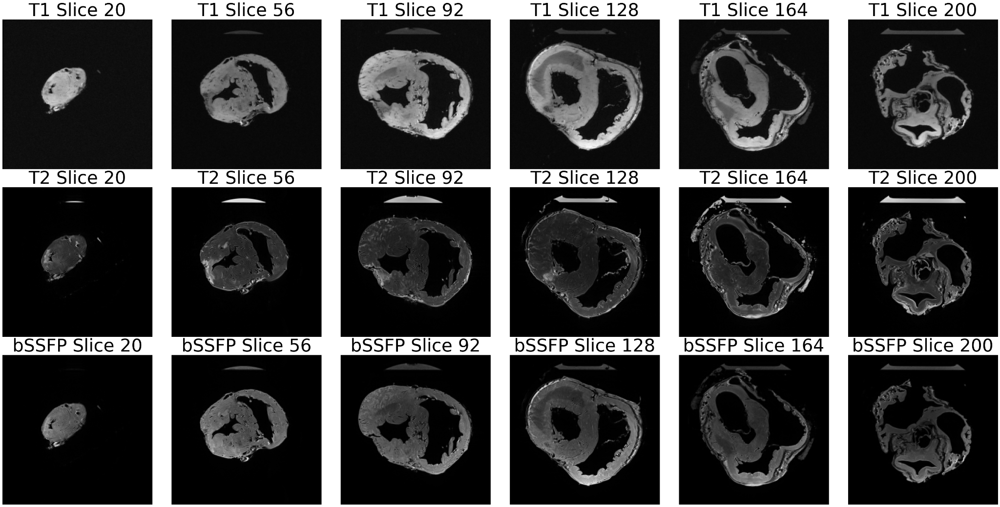 T1 Slice 20 T1 Slice 56 T1 Slice 92 T1 Slice 128 T1 Slice 164 T1 Slice 200
T2 Slice 20 T2 Slice 56 T2 Slice 92 T2 Slice 128 T2 Slice 164 T2 Slice 200
bSSFP Slice 20 bSSFP Slice 56 bSSFP Slice 92 bSSFP Slice 128 bSSFP Slice 164 bSSFP Slice 200